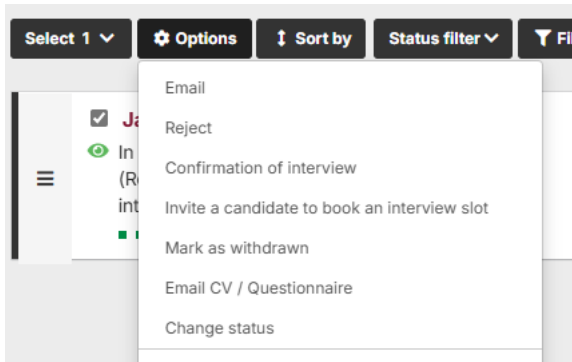 Select 1
Options
Sort by
Status filter
Email
Reject
Confirmation of interview
Invite a candidate to book an interview slot
Mark as withdrawn
Email CV / Questionnaire
Change status
In